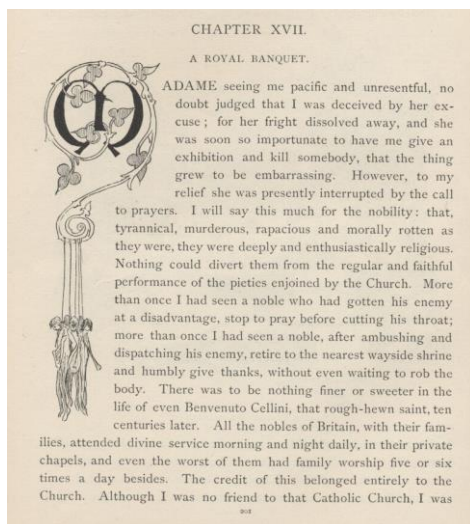 CHAPTER XVII.
A ROYAL BANQUET.
MADAME seeing me pacific and unresentful, no
doubt judged that I was deceived by her ex-
cuse; for her fright dissolved away, and she
was soon so importunate to have me give an
exhibition and kill somebody, that the thing
grew to be embarrassing. However, to my
relief she was presently interrupted by the call
to prayers. I will say this much for the nobility: that,
tyrannical, murderous, rapacious and morally rotten as
they were, they were deeply and enthusiastically religious.
Nothing could divert them from the regular and faithful
performance of the pieties enjoined by the Church. More
than once I had seen a noble who had gotten his enemy
at a disadvantage, stop to pray before cutting his throat;
more than once I had seen a noble, after ambushing and
dispatching his enemy, retire to the nearest wayside shrine
and humbly give thanks, without even waiting to rob the
body. There was to be nothing finer or sweeter in the
life of even Benvenuto Cellini, that rough-hewn saint, ten
centuries later. All the nobles of Britain, with their fam-
ilies, attended divine service morning and night daily, in their private
chapels, and even the worst of them had family worship five or six
times a day besides. The credit of this belonged entirely to the
Church. Although I was no friend to that Catholic Church, I was